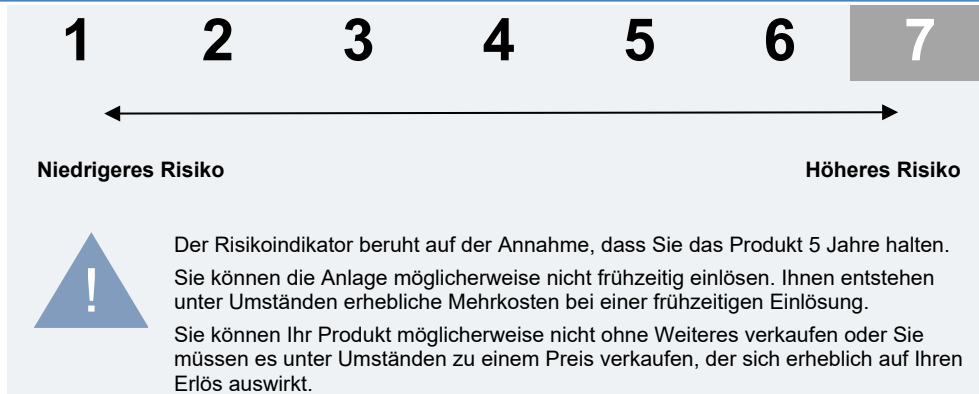 1 2 3 4 5 6 7
Niedrigeres Risiko Höheres Risiko
!
Der Risikoindikator beruht auf der Annahme, dass Sie das Produkt 5 Jahre halten.
Sie können die Anlage möglicherweise nicht frühzeitig einlösen. Ihnen entstehen
unter Umständen erhebliche Mehrkosten bei einer frühzeitigen Einlösung.
Sie können Ihr Produkt möglicherweise nicht ohne Weiteres verkaufen oder Sie
müssen es unter Umständen zu einem Preis verkaufen, der sich erheblich auf Ihren
Erlös auswirkt.